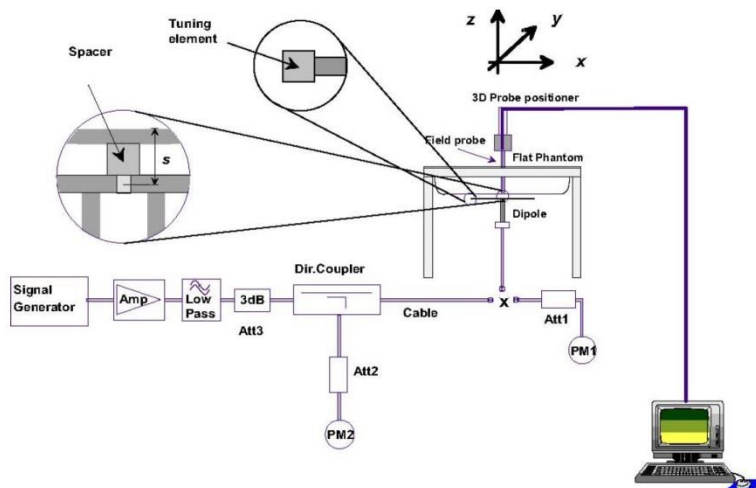 Tuning
element
Spacer
s
z
y
x
3D Probe positioner
Field probe
Flat Phantom
Dipole
Signal
Generator
Amp
Low
Pass
3dB
Att3
Dir.Coupler
Cable
x
Att1
PM1
Att2
PM2